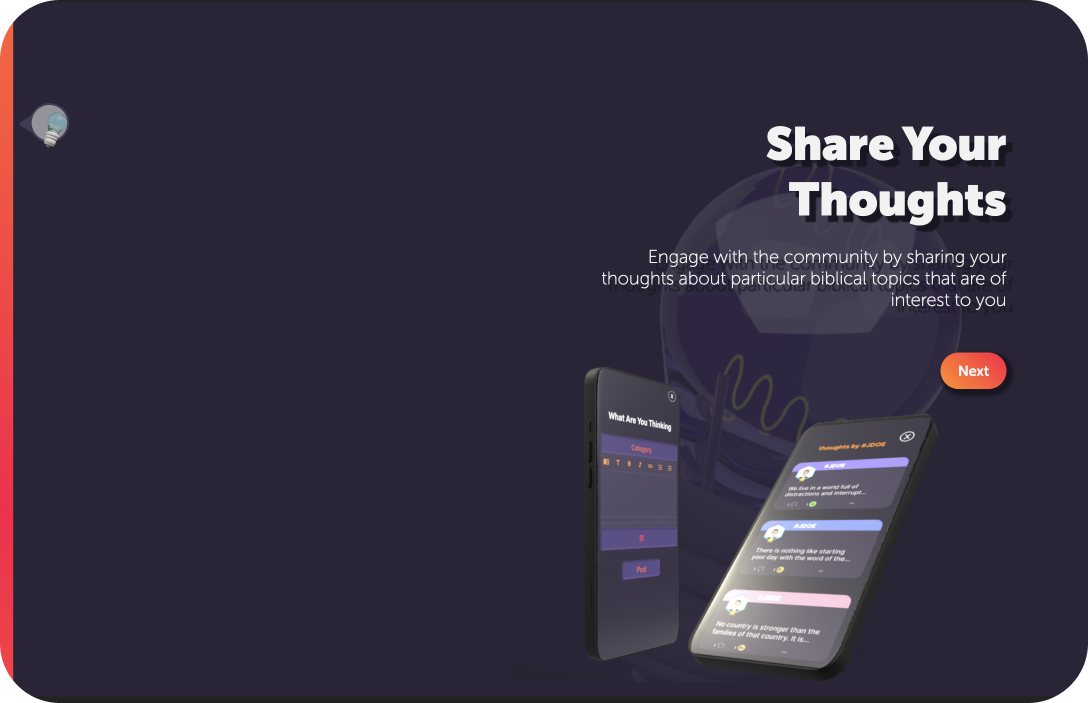 Share Your
Thoughts
Engage with the community by sharing your
thoughts about particular biblical topics that are of
interest to you
Next
What Are You Thinking
Category
Post
thoughts by #JDOE
#JDOE
We live in a world full of
distractions and interrupt...
#JDOE
There is nothing like starting
your day with the word of the...
#JDOE
No country is stronger than the
families of that country. It is...